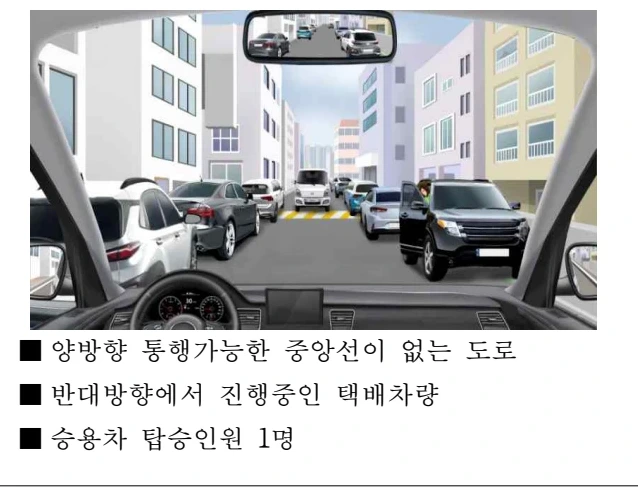 ■ 양방향 통행가능한 중앙선이 없는 도로
■ 반대방향에서 진행중인 택배차량
■ 승용차 탑승인원 1명